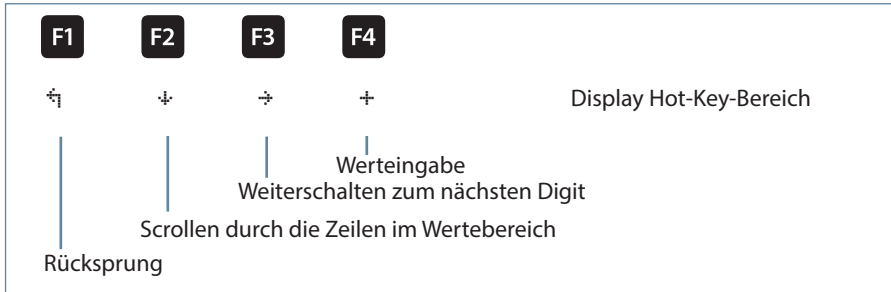 F1 F2 F3 F4
Display Hot-Key-Bereich
Werteingabe
Weiterschalten zum nächsten Digit
Scrollen durch die Zeilen im Wertebereich
Rücksprung